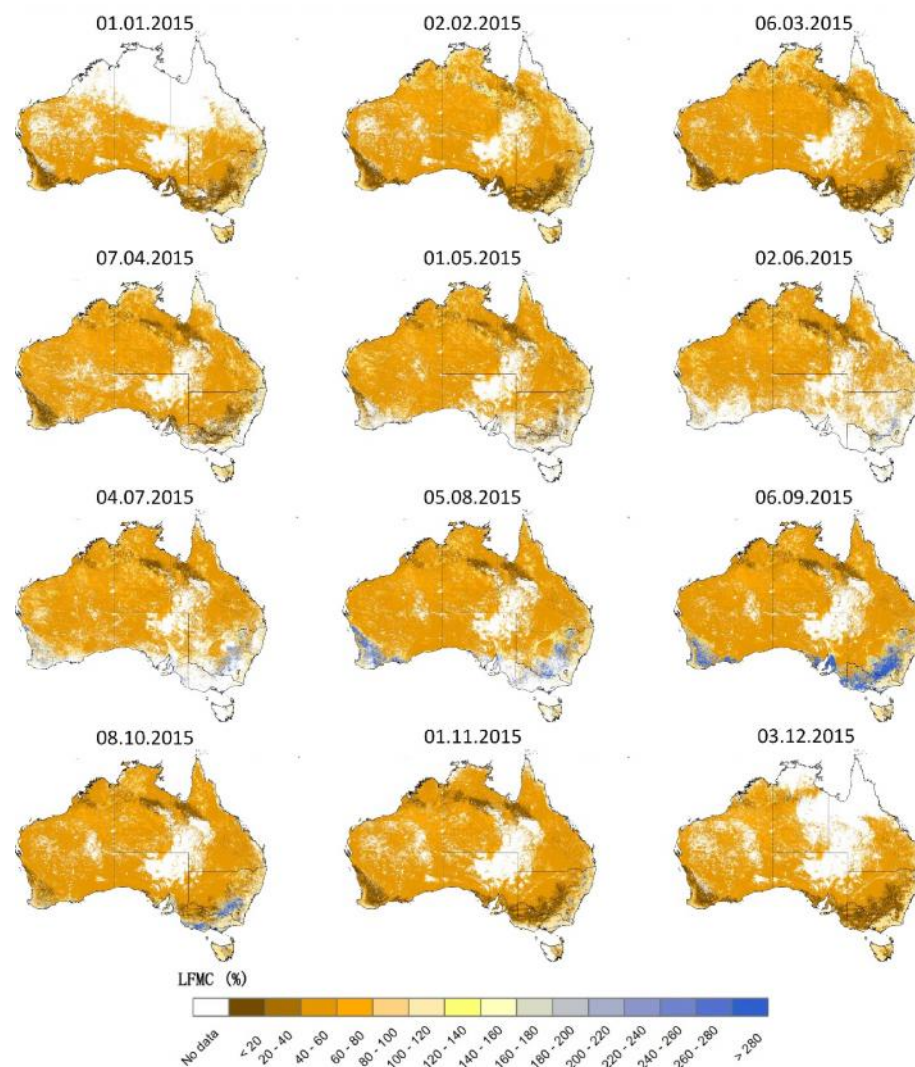 01.01.2015 02.02.2015 06.03.2015
07.04.2015 01.05.2015 02.06.2015
04.07.2015 05.08.2015 06.09.2015
08.10.2015 01.11.2015 03.12.2015
LFMC (%)
No data < 20 20 - 40 40 - 60 60 - 80 80 - 100 100 - 120 120 - 140 140 - 160 160 - 180 180 - 200 200 - 220 220 - 240 240 - 260 260 - 280 > 280